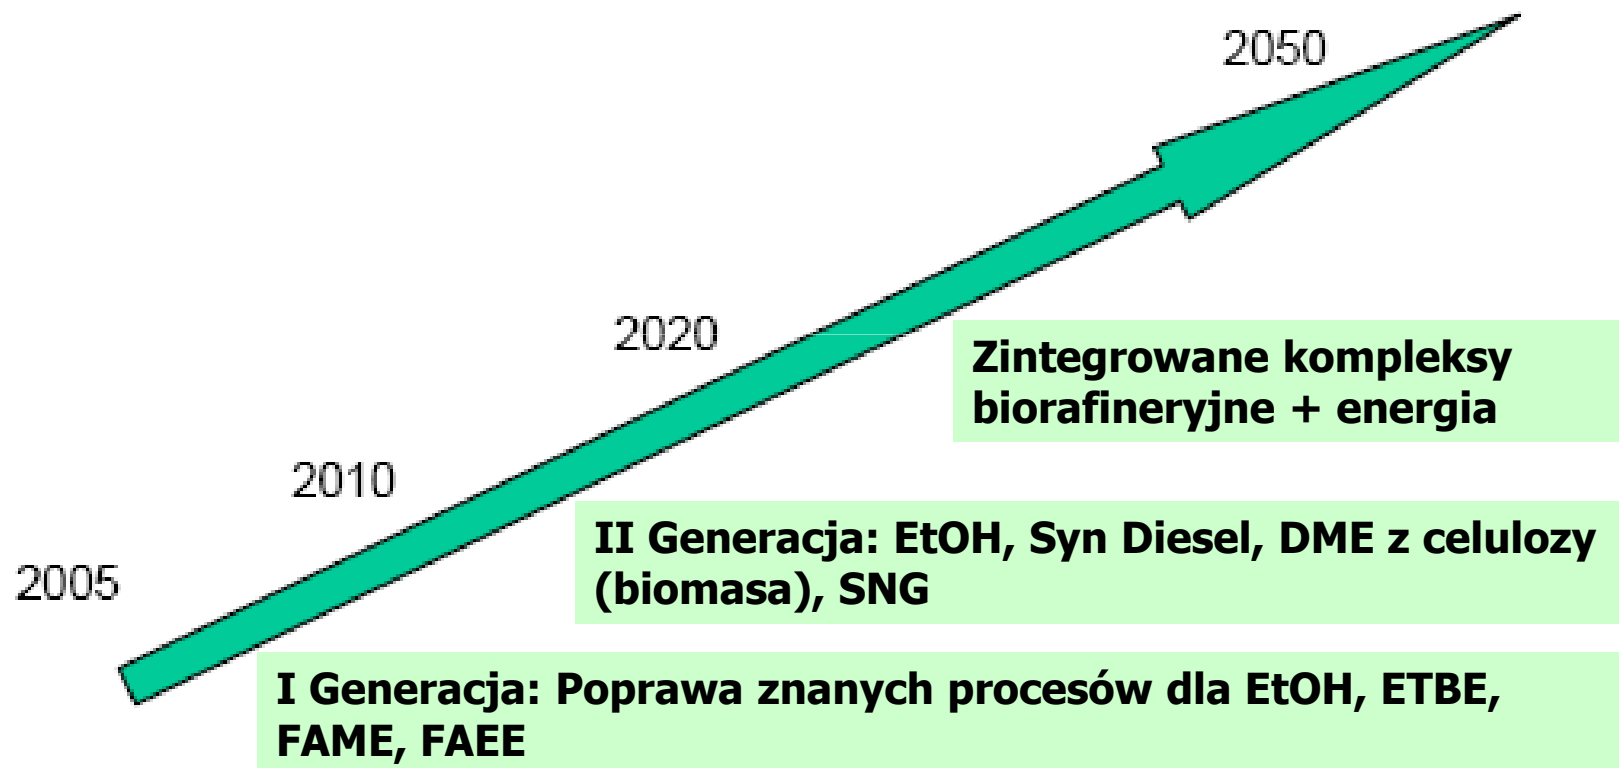 2050
2020
Zintegrowane kompleksy
biorafineryjne + energia
2010
II Generacja: EtOH, Syn Diesel, DME z celulozy
(biomasa), SNG
2005
I Generacja: Poprawa znanych procesów dla EtOH, ETBE,
FAME, FAEE